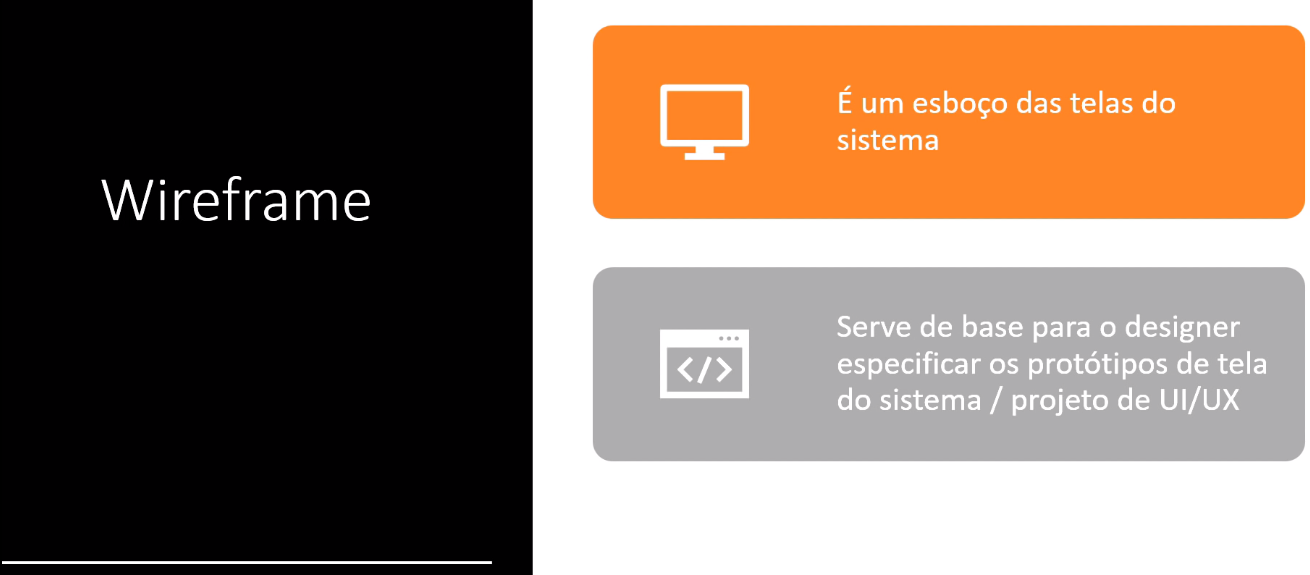 Wireframe
É um esboço das telas do
sistema
Serve de base para o designer
especificar os protótipos de tela
do sistema / projeto de UI/UX